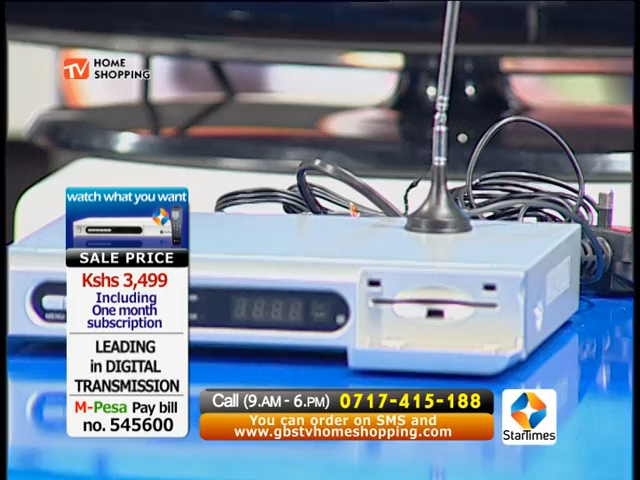 TV HOME
SHOPPING
watch what you want
SALE PRICE
Kshs 3,499
Including
One month
subscription
LEADING
in DIGITAL
TRANSMISSION
M-Pesa Pay bill
no. 545600
MENU
Call (9.AM - 6.PM) 0717-415-188
You can order on SMS and
www.gbstvhomeshopping.com
StarTimes